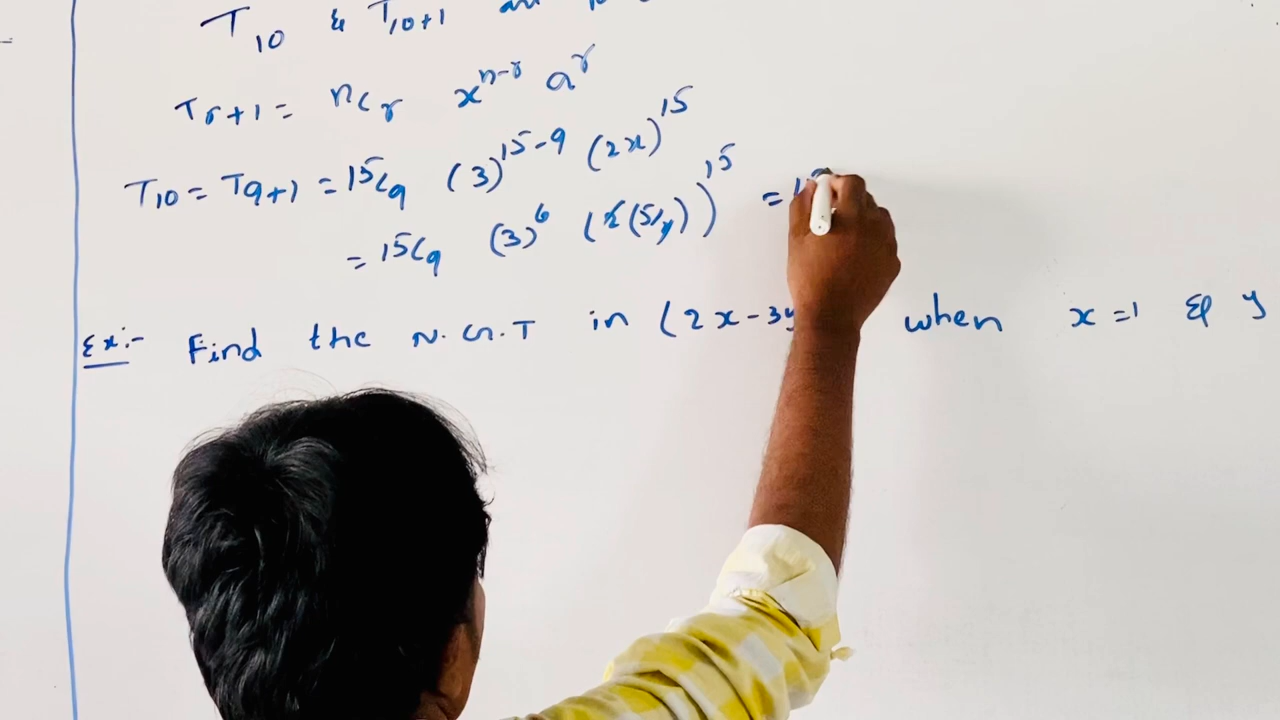 T10 & T10+1
Tr+1 = nCr x^n-r a^r
T10 = T9+1 = 15C9 (3)^15-9 (2x)^15
= 15C9 (3)^6 (2(5/y))^15 =
Ex:- Find the N.G.T in (2x-3y when x=1 & y